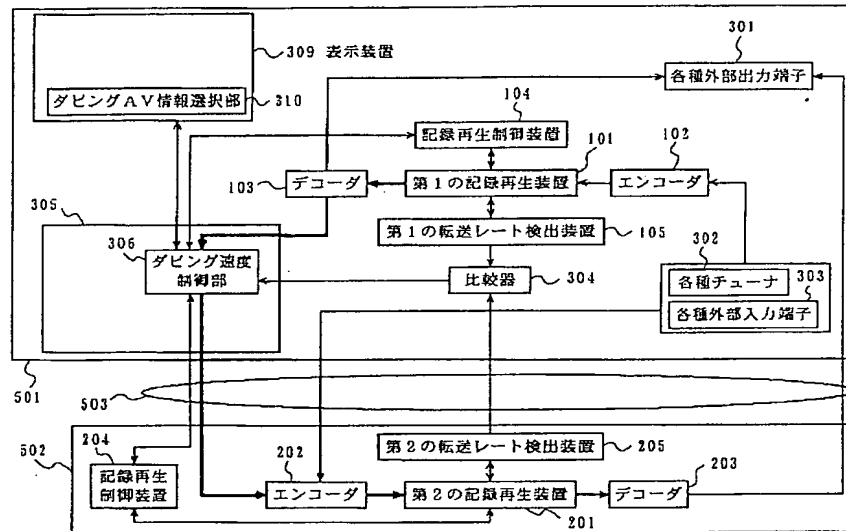 309 表示装置
ダビングAV情報選択部
310
301
各種外部出力端子
104
記録再生制御装置
101
102
103
デコーダ
第1の記録再生装置
エンコーダ
305
第1の転送レート検出装置
105
306
ダビング速度
制御部
比較器
304
302
各種チューナ
303
各種外部入力端子
501
503
502
204
記録再生
制御装置
202
エンコーダ
第2の転送レート検出装置
205
第2の記録再生装置
201
デコーダ
203